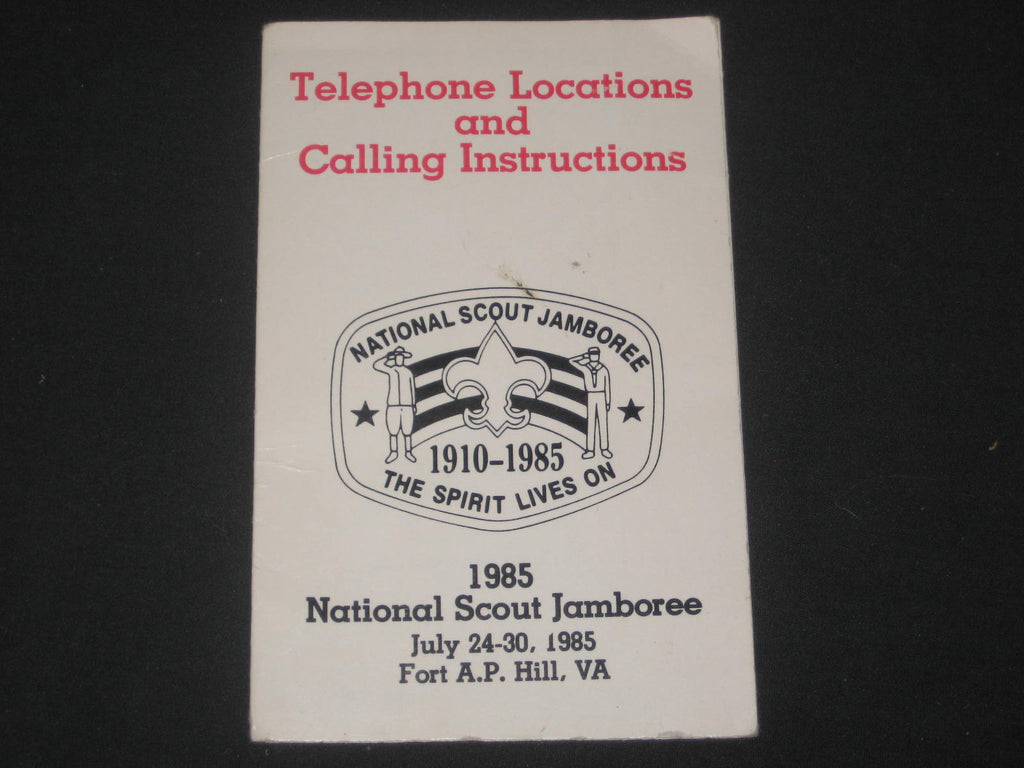 Telephone Locations
and
Calling Instructions
NATIONAL SCOUT JAMBOREE
1910-1985
THE SPIRIT LIVES ON
1985
National Scout Jamboree
July 24-30, 1985
Fort A.P. Hill, VA